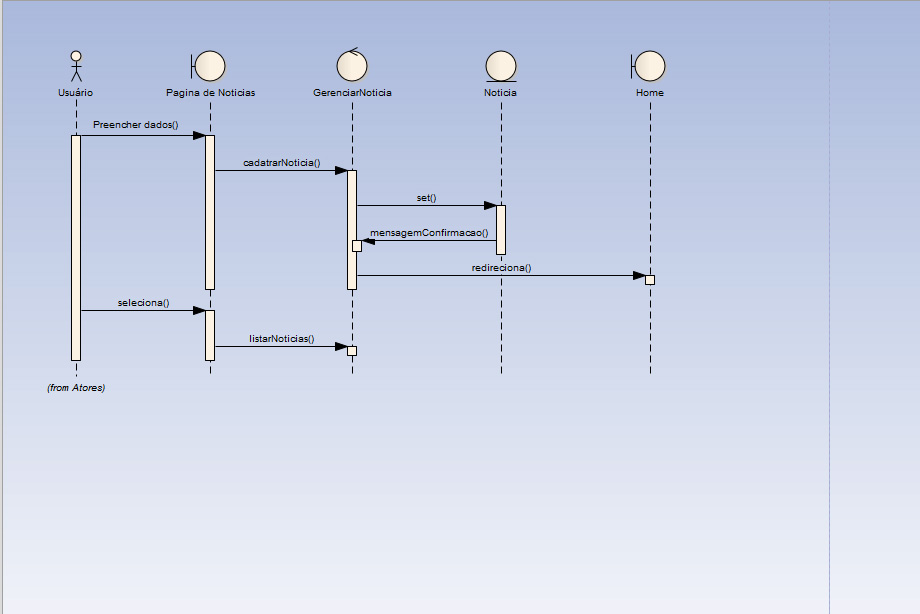 Usuário
Pagina de Noticias
GerenciarNoticia
Noticia
Home
Preencher dados()
cadatrarNoticia()
set()
mensagemConfirmacao()
redireciona()
seleciona()
listarNoticias()
(from Atores)